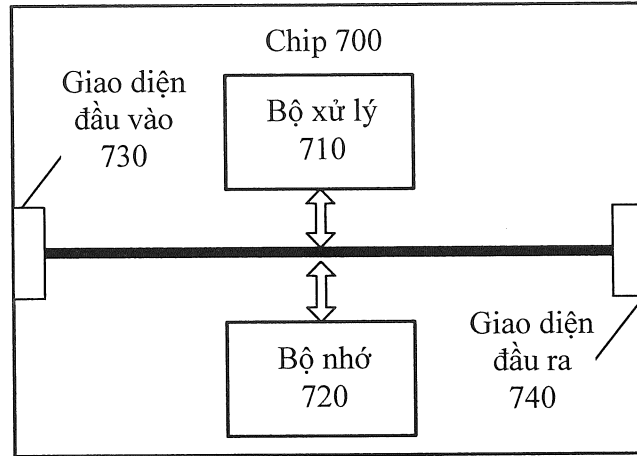 Chip 700
Giao diện
đầu vào
730
Bộ xử lý
710
Bộ nhớ
720
Giao diện
đầu ra
740